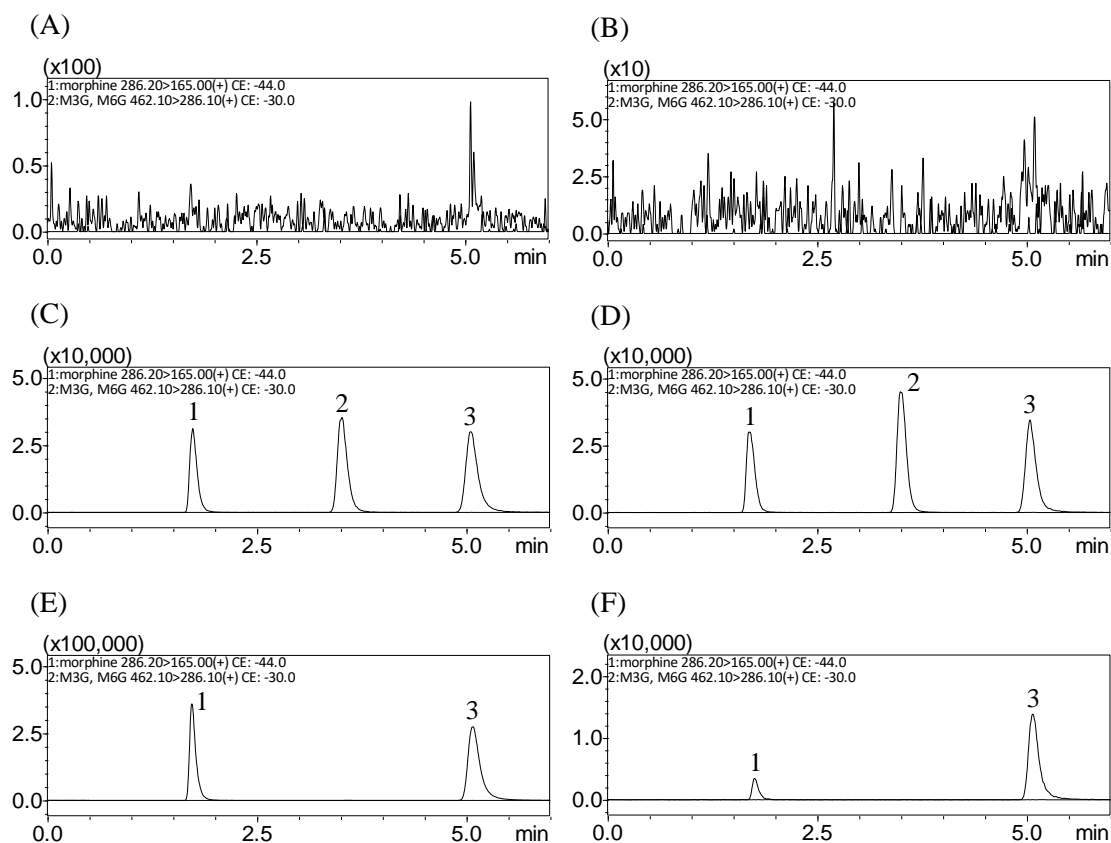 (A)
(x100)
1:morphine 286.20>165.00(+) CE: -44.0
2:M3G, M6G 462.10>286.10(+) CE: -30.0
1.0
0.5
0.0
0.0 2.5 5.0 min
(B)
(x10)
1:morphine 286.20>165.00(+) CE: -44.0
2:M3G, M6G 462.10>286.10(+) CE: -30.0
5.0
2.5
0.0
0.0 2.5 5.0 min
(C)
(x10,000)
1:morphine 286.20>165.00(+) CE: -44.0
2:M3G, M6G 462.10>286.10(+) CE: -30.0
5.0
2.5
0.0
1 2 3
0.0 2.5 5.0 min
(D)
(x10,000)
1:morphine 286.20>165.00(+) CE: -44.0
2:M3G, M6G 462.10>286.10(+) CE: -30.0
5.0
2.5
0.0
1 2 3
0.0 2.5 5.0 min
(E)
(x100,000)
1:morphine 286.20>165.00(+) CE: -44.0
2:M3G, M6G 462.10>286.10(+) CE: -30.0
5.0
2.5
0.0
1 3
0.0 2.5 5.0 min
(F)
(x10,000)
1:morphine 286.20>165.00(+) CE: -44.0
2:M3G, M6G 462.10>286.10(+) CE: -30.0
2.0
1.0
0.0
1 3
0.0 2.5 5.0 min